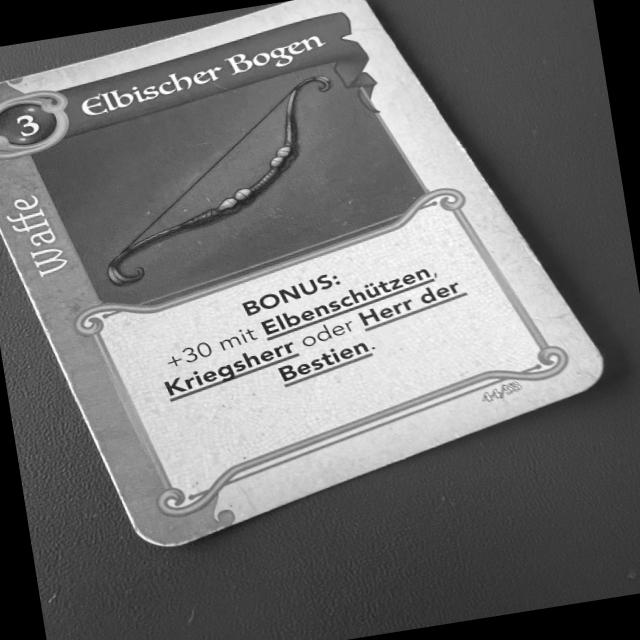 Elbischer Bogen
3
Waffe
BONUS:
+30 mit Elbenschützen,
Kriegsherr oder Herr der
Bestien.